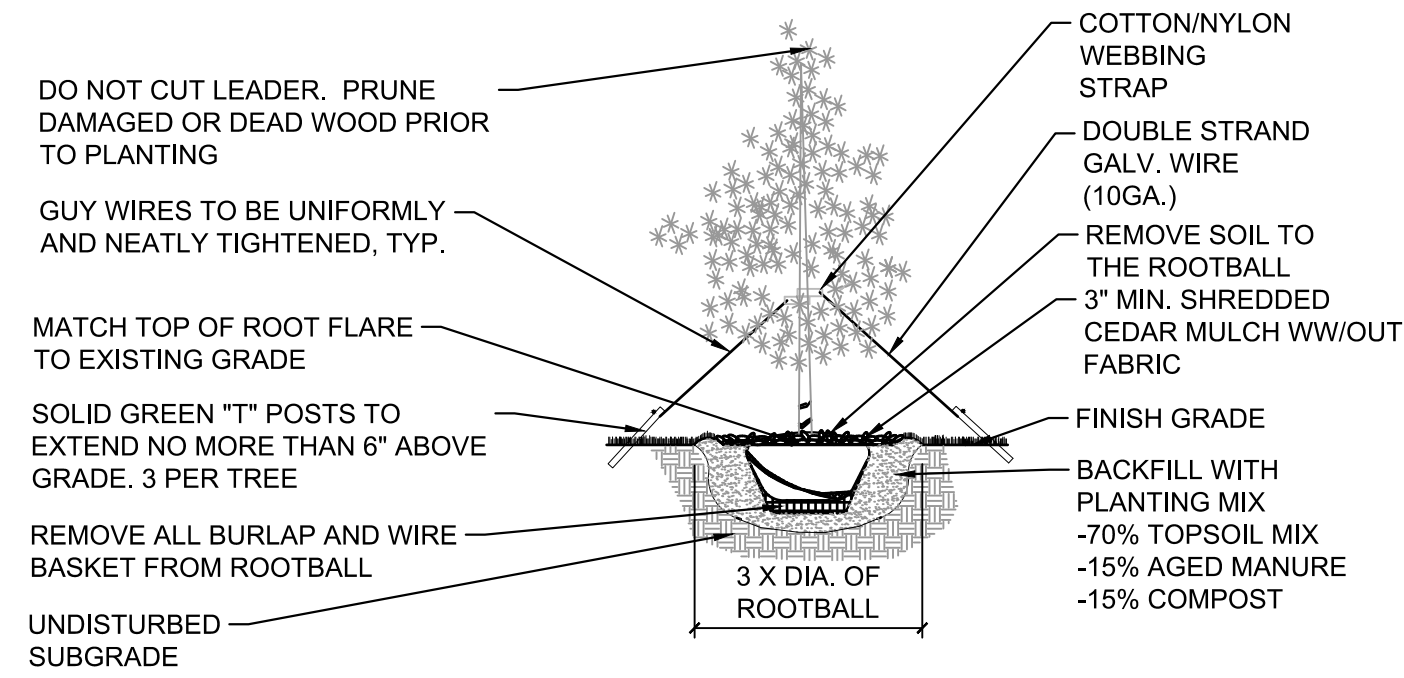 DO NOT CUT LEADER. PRUNE
DAMAGED OR DEAD WOOD PRIOR
TO PLANTING
GUY WIRES TO BE UNIFORMLY
AND NEATLY TIGHTENED, TYP.
MATCH TOP OF ROOT FLARE
TO EXISTING GRADE
SOLID GREEN "T" POSTS TO
EXTEND NO MORE THAN 6" ABOVE
GRADE. 3 PER TREE
REMOVE ALL BURLAP AND WIRE
BASKET FROM ROOTBALL
UNDISTURBED
SUBGRADE
3 X DIA. OF
ROOTBALL
COTTON/NYLON
WEBBING
STRAP
DOUBLE STRAND
GALV. WIRE
(10GA.)
REMOVE SOIL TO
THE ROOTBALL
3" MIN. SHREDDED
CEDAR MULCH WW/OUT
FABRIC
FINISH GRADE
BACKFILL WITH
PLANTING MIX
-70% TOPSOIL MIX
-15% AGED MANURE
-15% COMPOST